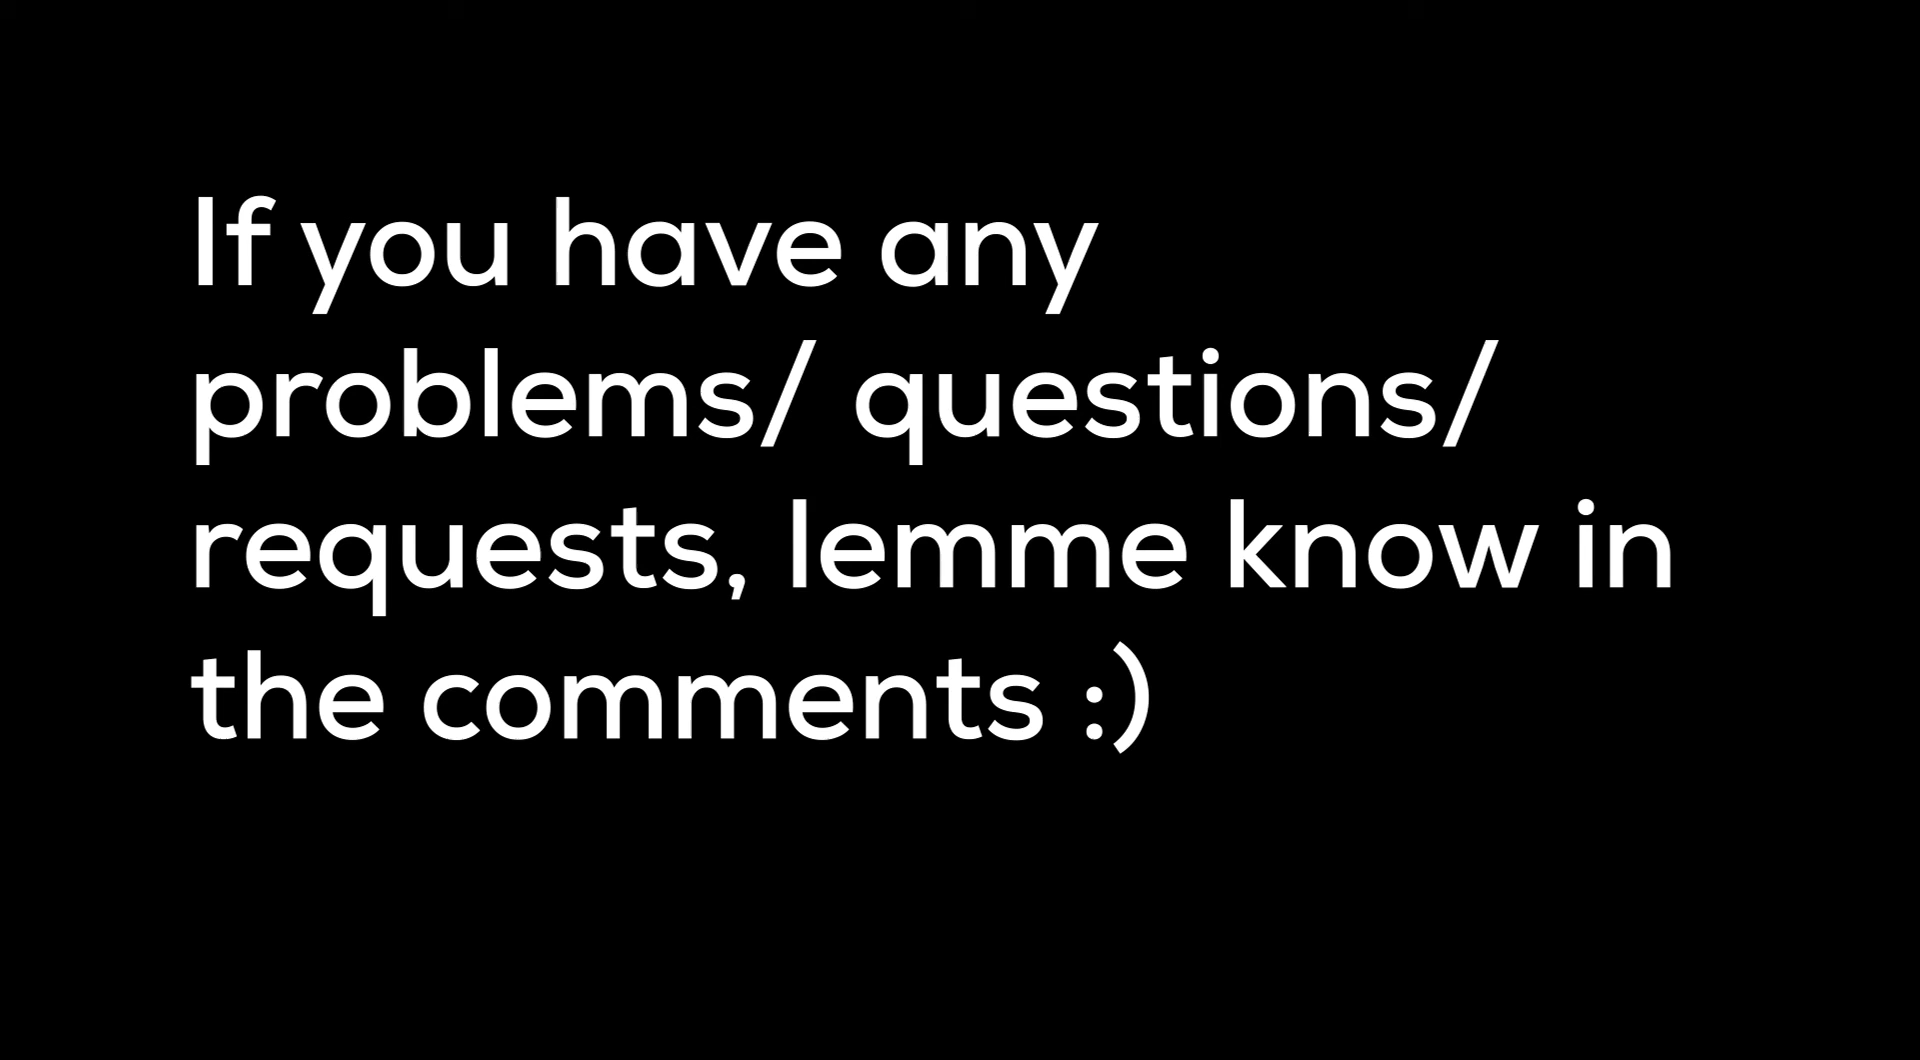 If you have any
problems/ questions/
requests, lemme know in
the comments :)